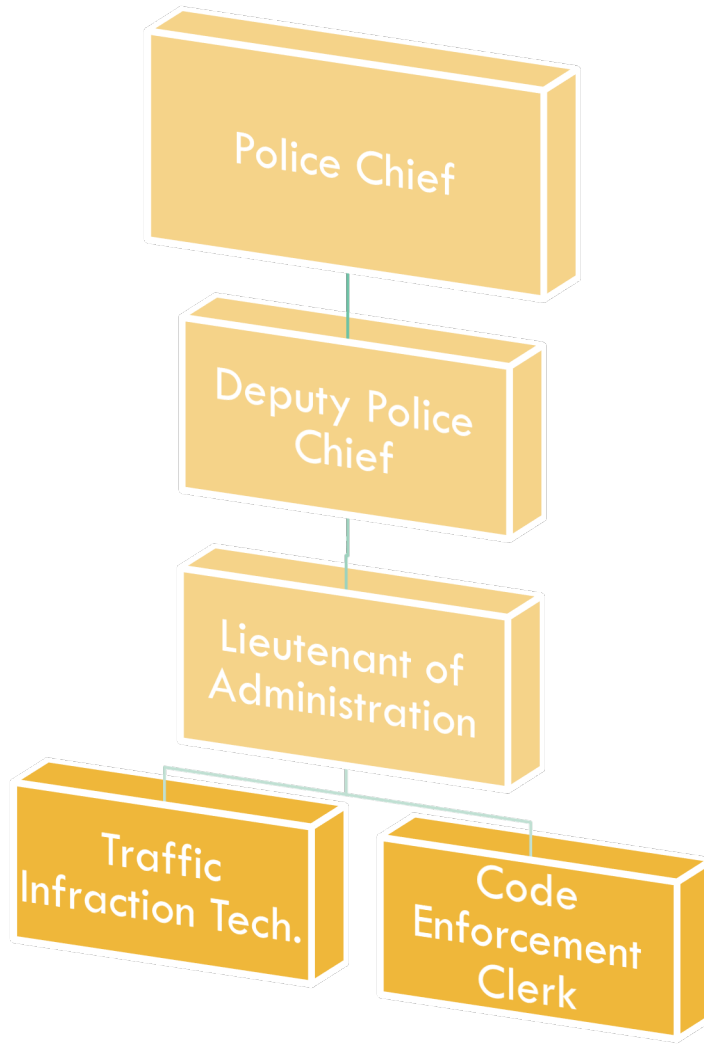 Police Chief
Deputy Police
Chief
Lieutenant of
Administration
Traffic
Infraction Tech.
Code
Enforcement
Clerk